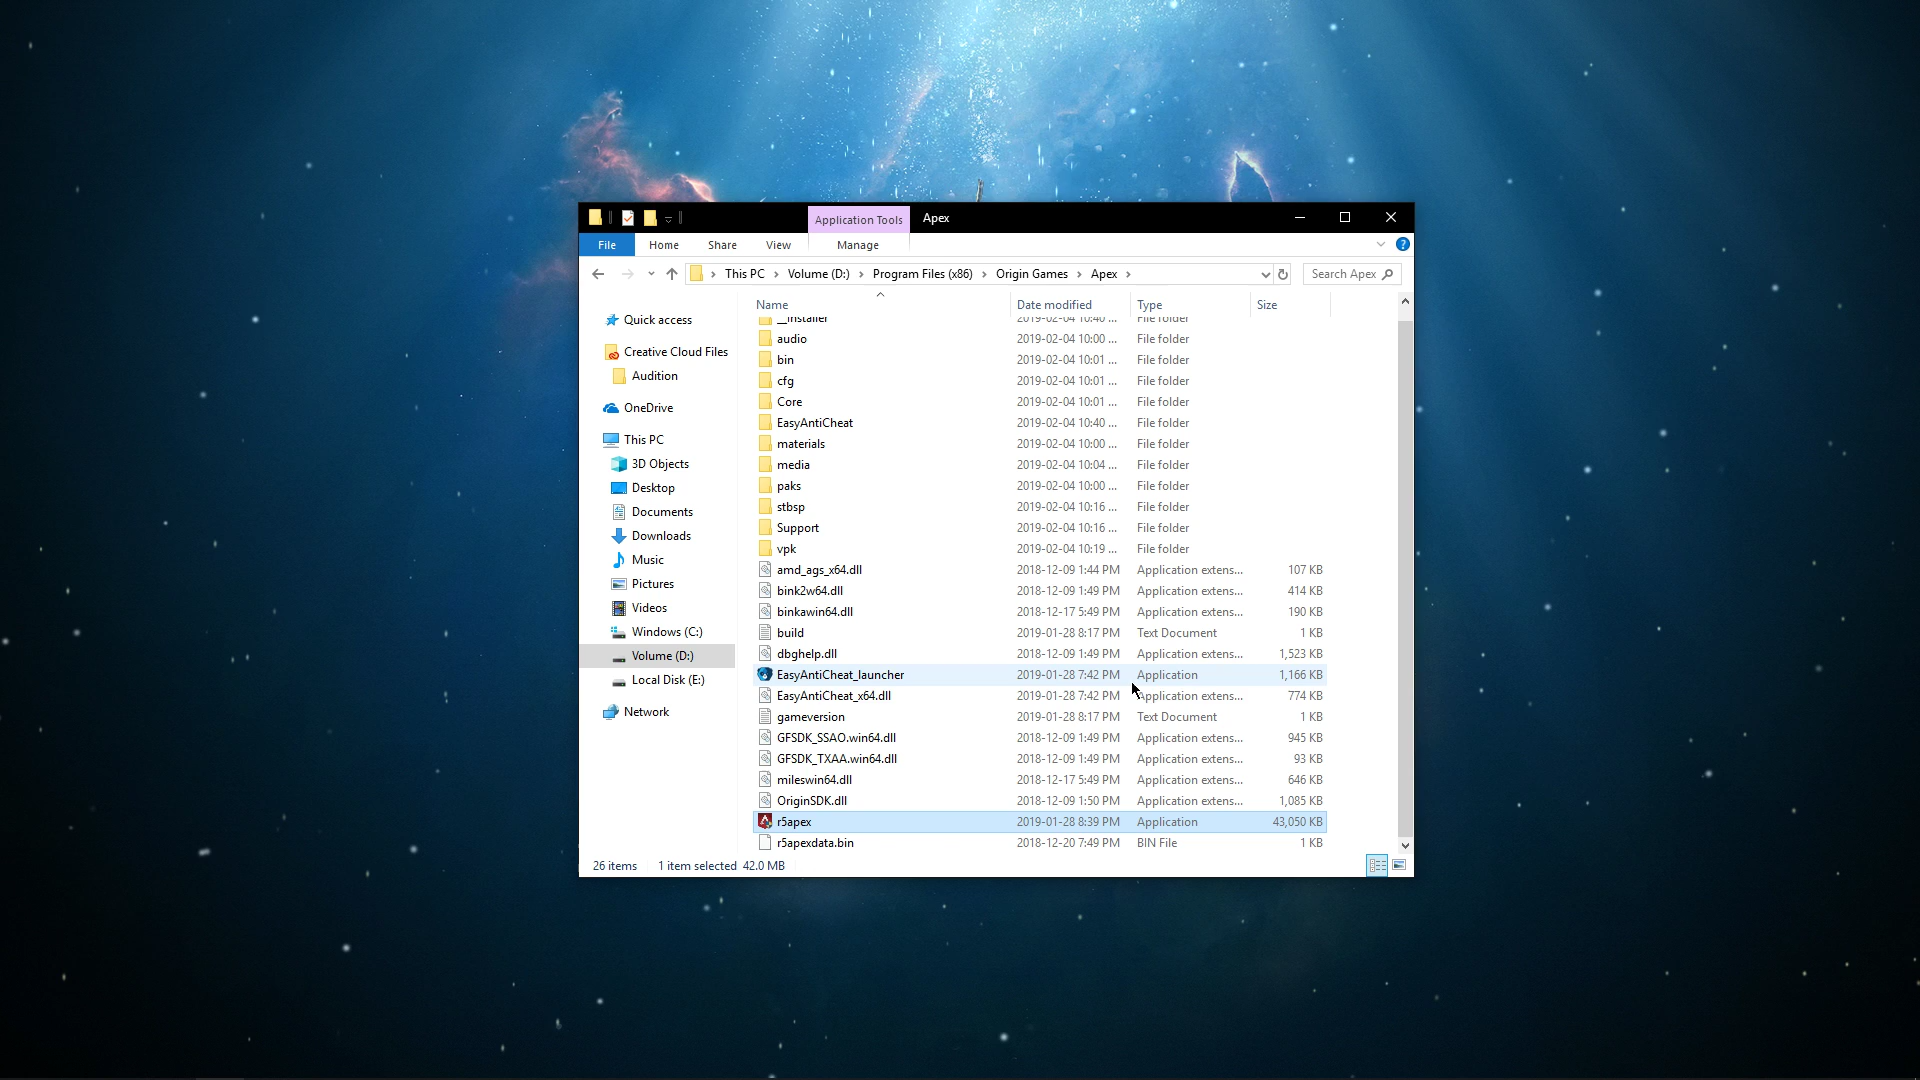 Application Tools Apex
File Home Share View Manage
This PC Volume (D:) Program Files (x86) Origin Games Apex Search Apex
Name Date modified Type Size
Quick access
Creative Cloud Files
Audition
OneDrive
This PC
3D Objects
Desktop
Documents
Downloads
Music
Pictures
Videos
Windows (C:)
Volume (D:)
Local Disk (E:)
Network
__installer 2019-02-04 10:40 ... File folder
audio 2019-02-04 10:00 ... File folder
bin 2019-02-04 10:01 ... File folder
cfg 2019-02-04 10:01 ... File folder
Core 2019-02-04 10:01 ... File folder
EasyAntiCheat 2019-02-04 10:40 ... File folder
materials 2019-02-04 10:00 ... File folder
media 2019-02-04 10:04 ... File folder
paks 2019-02-04 10:00 ... File folder
stbsp 2019-02-04 10:16 ... File folder
Support 2019-02-04 10:16 ... File folder
vpk 2019-02-04 10:19 ... File folder
amd_ags_x64.dll 2018-12-09 1:44 PM Application extens... 107 KB
bink2w64.dll 2018-12-09 1:49 PM Application extens... 414 KB
binkawin64.dll 2018-12-17 5:49 PM Application extens... 190 KB
build 2019-01-28 8:17 PM Text Document 1 KB
dbghelp.dll 2018-12-09 1:49 PM Application extens... 1,523 KB
EasyAntiCheat_launcher 2019-01-28 7:42 PM Application 1,166 KB
EasyAntiCheat_x64.dll 2019-01-28 7:42 PM Application extens... 774 KB
gameversion 2019-01-28 8:17 PM Text Document 1 KB
GFSDK_SSAO.win64.dll 2018-12-09 1:49 PM Application extens... 945 KB
GFSDK_TXAA.win64.dll 2018-12-09 1:49 PM Application extens... 93 KB
mileswin64.dll 2018-12-17 5:49 PM Application extens... 646 KB
OriginSDK.dll 2018-12-09 1:50 PM Application extens... 1,085 KB
r5apex 2019-01-28 8:39 PM Application 43,050 KB
r5apexdata.bin 2018-12-20 7:49 PM BIN File 1 KB
26 items 1 item selected 42.0 MB